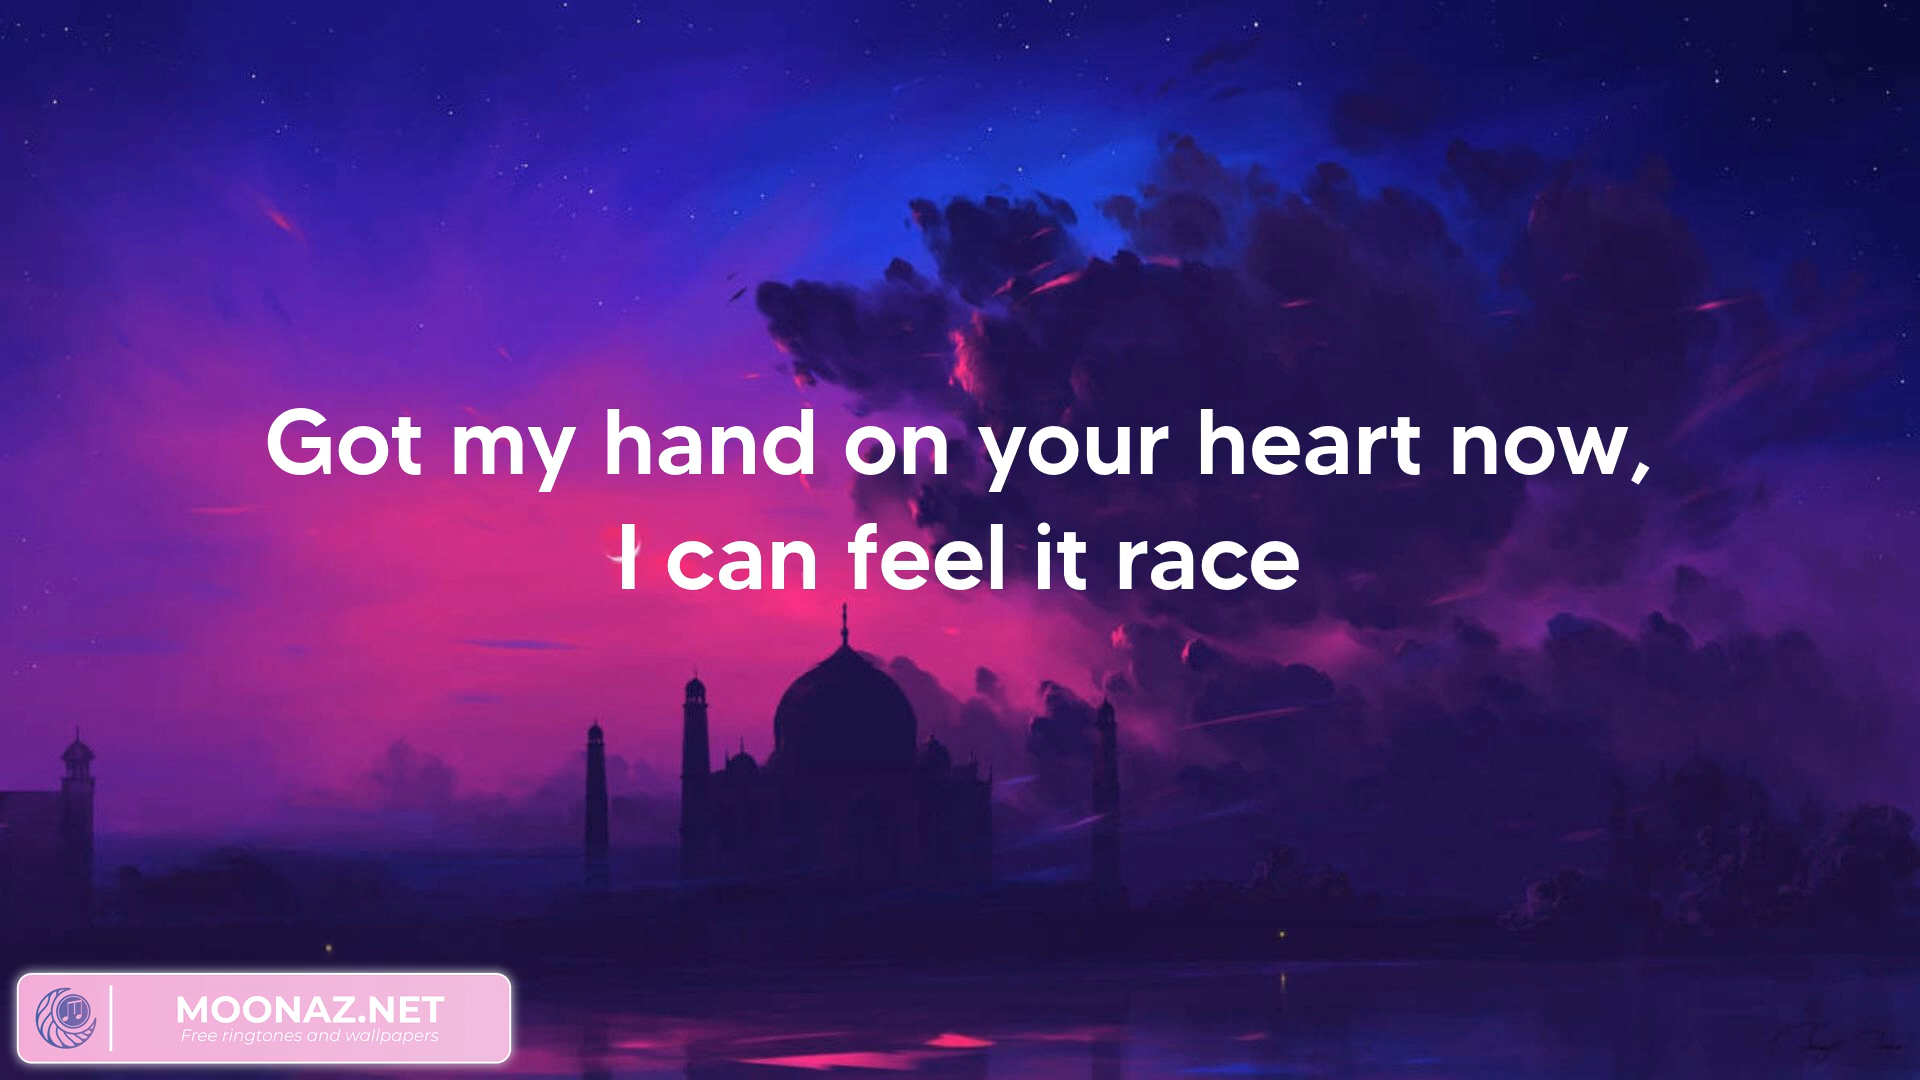 Got my hand on your heart now,
I can feel it race
MOONAZ.NET
Free ringtones and wallpapers